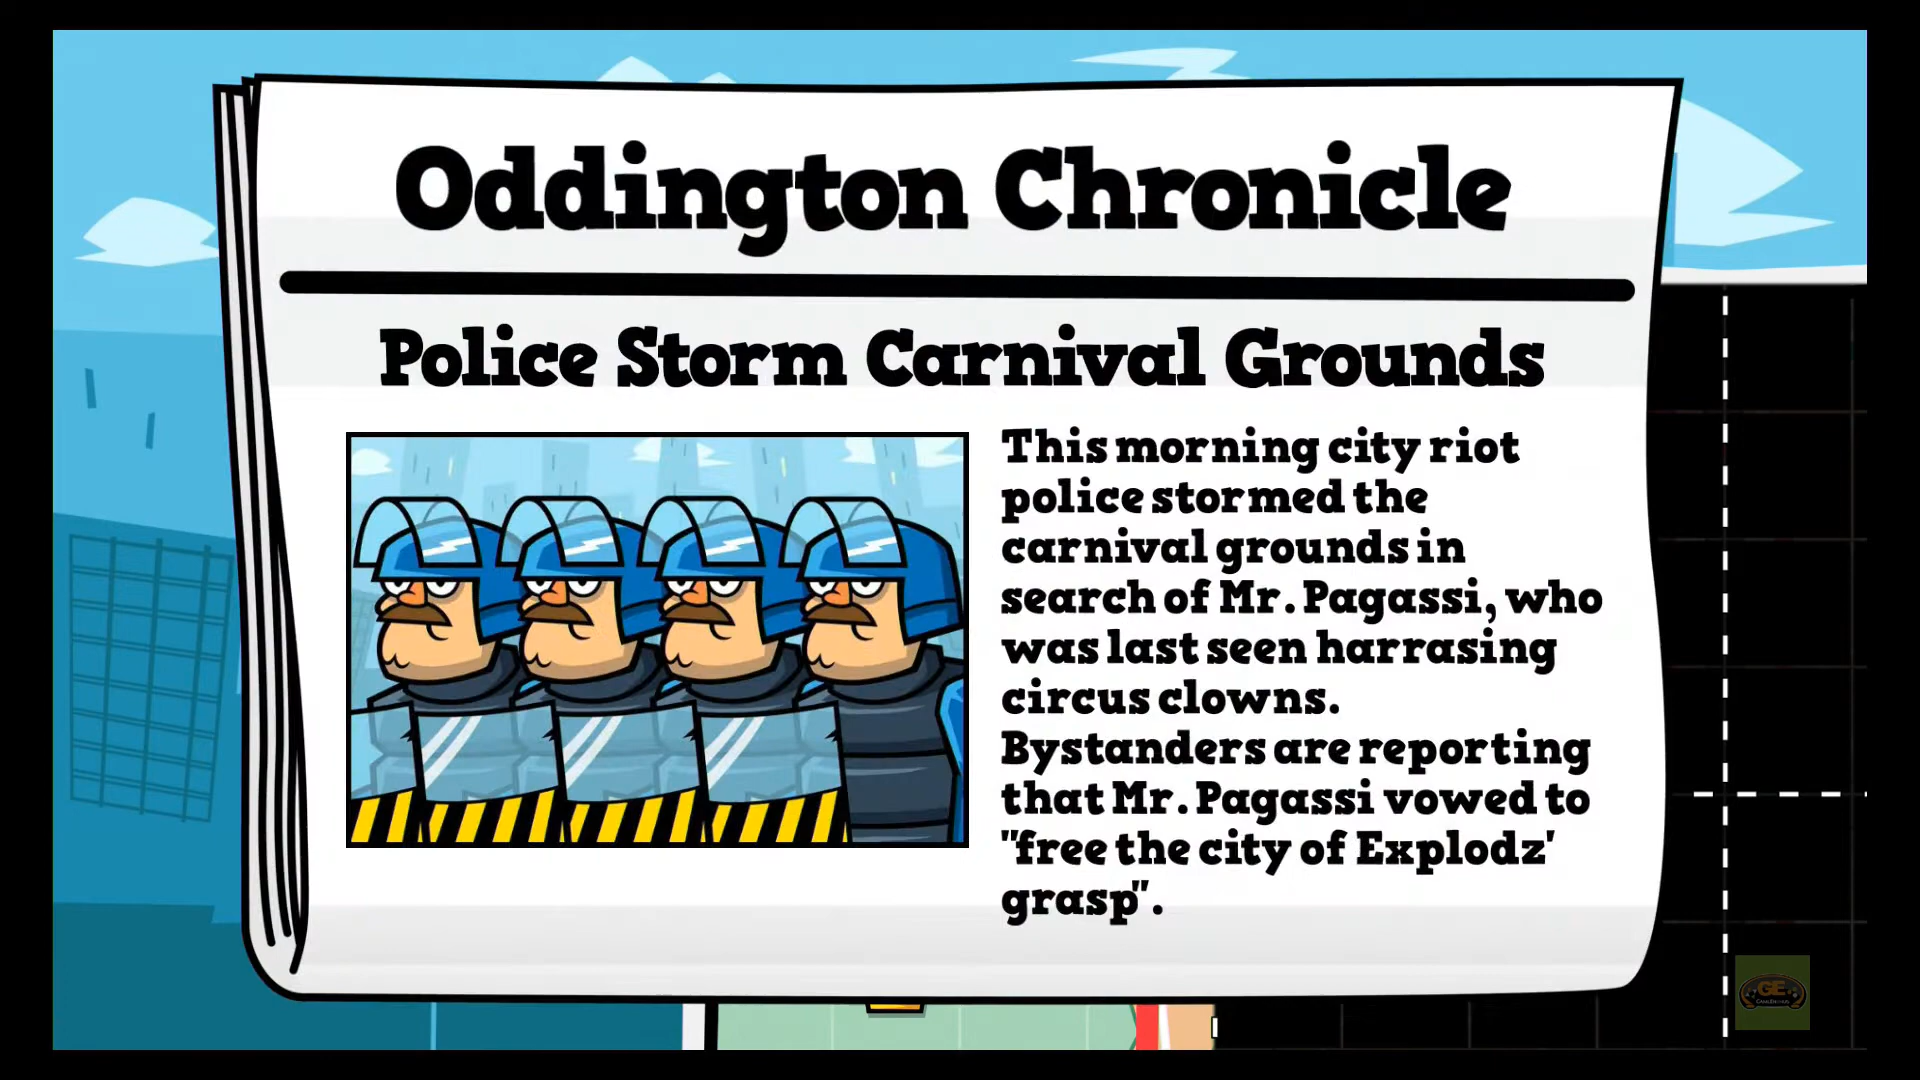 Oddington Chronicle
Police Storm Carnival Grounds
This morning city riot
police stormed the
carnival grounds in
search of Mr. Pagassi, who
was last seen harrasing
circus clowns.
Bystanders are reporting
that Mr. Pagassi vowed to
"free the city of Explodz'
grasp".
GE